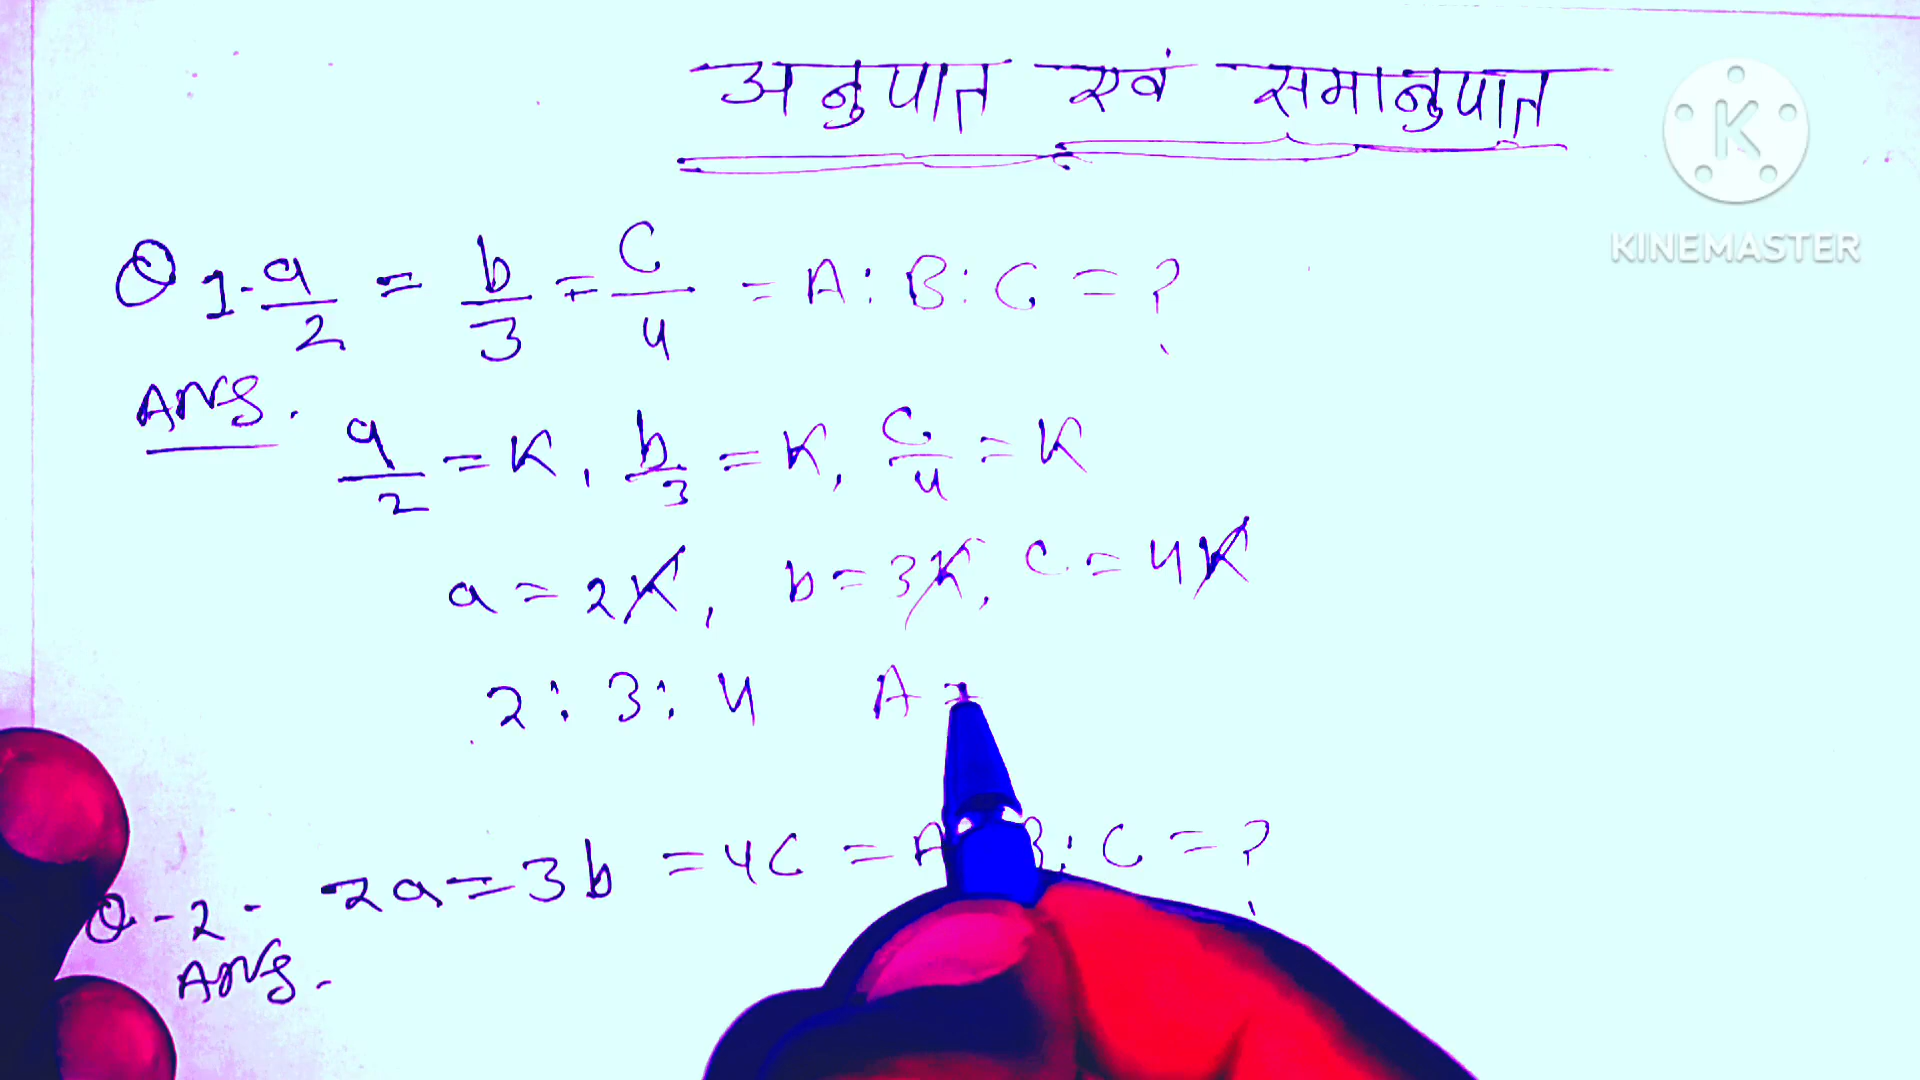 अनुपात एवं समानुपात
K
KINEMASTER
Q 1- a/2 = b/3 = C/4 = A : B : C = ?
Ans.
a/2 = K, b/3 = K, C/4 = K
a = 2K, b = 3K, C = 4K
2 : 3 : 4 A =
Q-2- 2a = 3b = 4C = A B : C = ?
Ans.